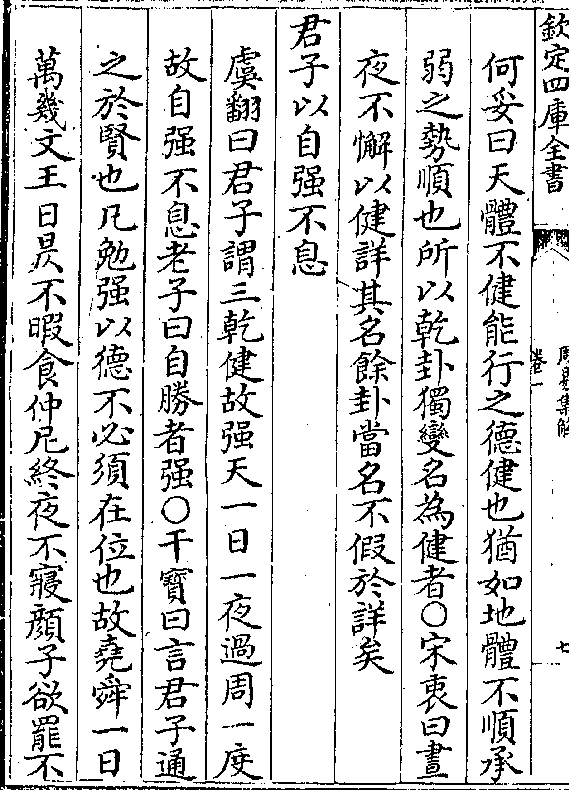 欽定四庫全書
周易集解
卷一
七
何妥曰天體不健能行之德健也猶如地體不順承
弱之勢順也所以乾卦獨變名為健者○宋衷曰晝
夜不懈以健詳其名餘卦當名不假於詳矣
君子以自强不息
虞翻曰君子謂三乾健故强天一日一夜過周一度
故自强不息老子曰自勝者强○干寳曰言君子通
之於賢也凡勉强以德不必須在位也故堯舜一日
萬幾文王日昃不暇食仲尼終夜不寢顔子欲罷不